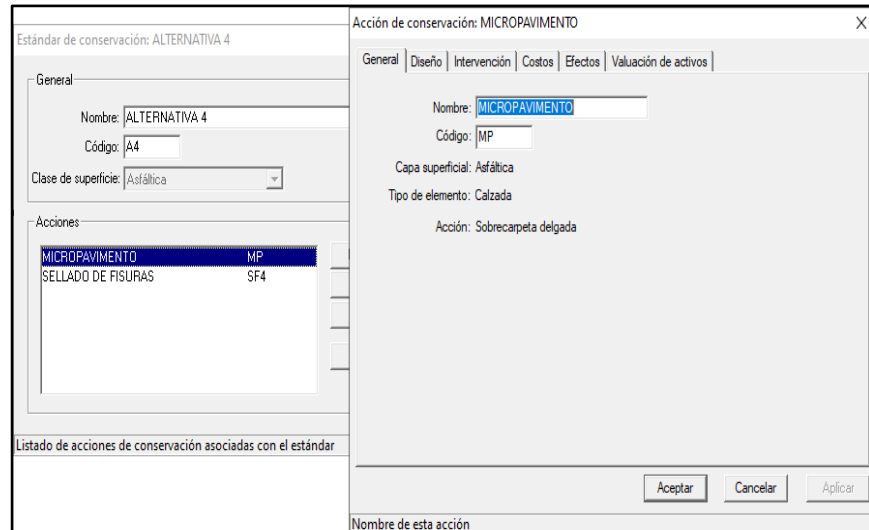 Estándar de conservación: ALTERNATIVA 4
General
Nombre: ALTERNATIVA 4
Código: A4
Clase de superficie: Asfáltica
Acciones
MICROPAVIMENTO MP
SELLADO DE FISURAS SF4
Listado de acciones de conservación asociadas con el estándar
Acción de conservación: MICROPAVIMENTO X
General Diseño Intervención Costos Efectos Valuación de activos
Nombre: MICROPAVIMENTO
Código: MP
Capa superficial: Asfáltica
Tipo de elemento: Calzada
Acción: Sobrecarpeta delgada
Aceptar Cancelar Aplicar
Nombre de esta acción